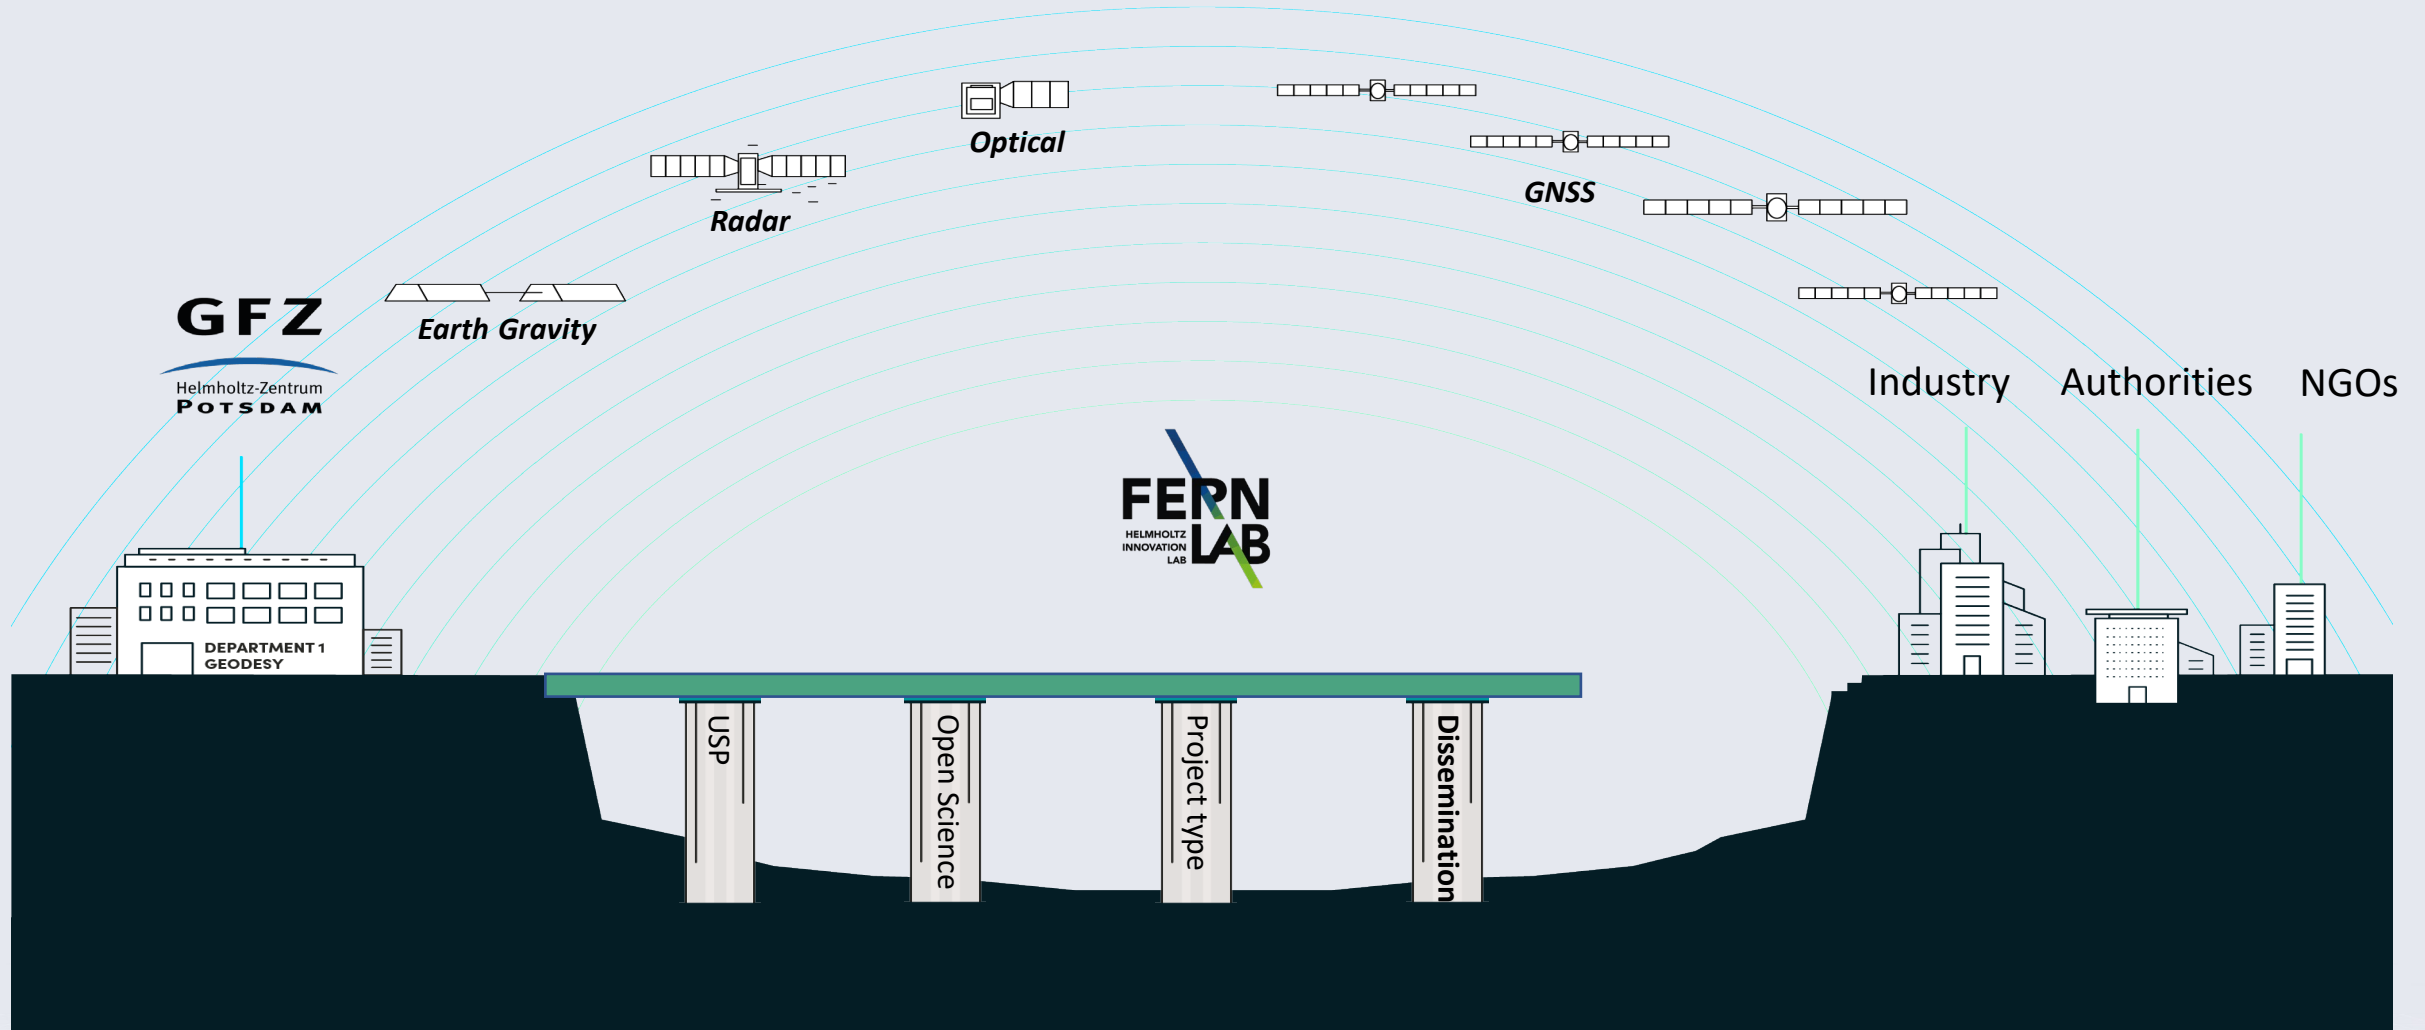 Optical
Radar
GNSS
Earth Gravity
GFZ
Helmholtz-Zentrum
POTSDAM
Industry
Authorities
NGOs
FERN
LAB
HELMHOLTZ
INNOVATION
LAB
DEPARTMENT 1
GEODESY
USP
Open Science
Project type
Dissemination